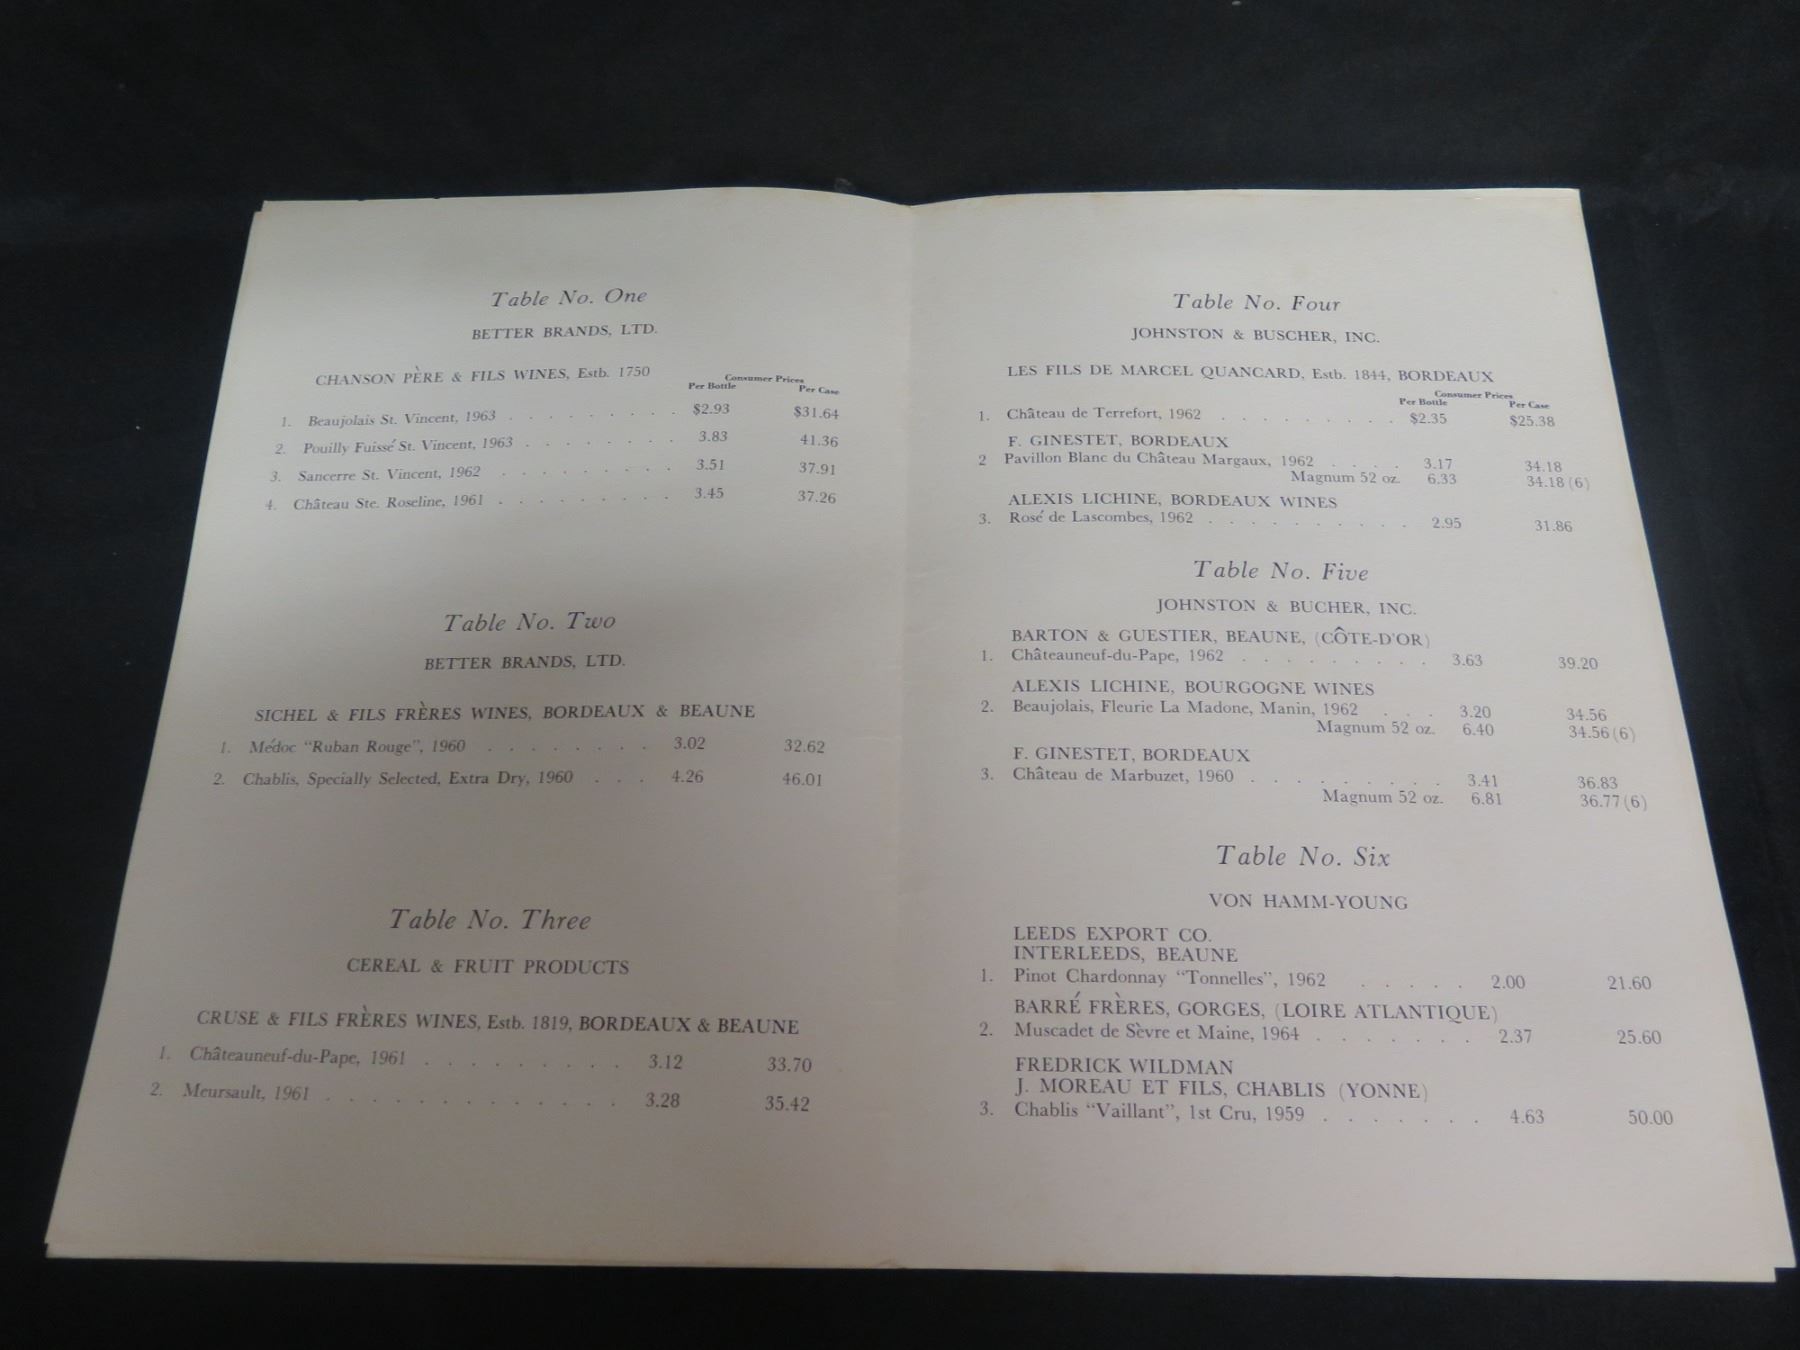 Table No. One
BETTER BRANDS, LTD.
CHANSON PÈRE & FILS WINES, Estb. 1750
Consumer Prices
Per Bottle Per Case
1. Beaujolais St. Vincent, 1963 . . . . . . . . . $2.93 $31.64
2. Pouilly Fuissé St. Vincent, 1963 . . . . . . . . 3.83 41.36
3. Sancerre St. Vincent, 1962 . . . . . . . . . 3.51 37.91
4. Château Ste. Roseline, 1961 . . . . . . . . . 3.45 37.26
Table No. Two
BETTER BRANDS, LTD.
SICHEL & FILS FRÈRES WINES, BORDEAUX & BEAUNE
1. Médoc "Ruban Rouge", 1960 . . . . . . . . 3.02 32.62
2. Chablis, Specially Selected, Extra Dry, 1960 . . . 4.26 46.01
Table No. Three
CEREAL & FRUIT PRODUCTS
CRUSE & FILS FRÈRES WINES, Estb. 1819, BORDEAUX & BEAUNE
1. Châteauneuf-du-Pape, 1961 . . . . . . . . . 3.12 33.70
2. Meursault, 1961 . . . . . . . . . . . . . 3.28 35.42
Table No. Four
JOHNSTON & BUSCHER, INC.
LES FILS DE MARCEL QUANCARD, Estb. 1844, BORDEAUX
Consumer Prices
Per Bottle Per Case
1. Château de Terrefort, 1962 . . . . . . . . . $2.35 $25.38
F. GINESTET, BORDEAUX
2 Pavillon Blanc du Château Margaux, 1962 . . . . 3.17 34.18
Magnum 52 oz. 6.33 34.18 (6)
ALEXIS LICHINE, BORDEAUX WINES
3. Rosé de Lascombes, 1962 . . . . . . . . . . 2.95 31.86
Table No. Five
JOHNSTON & BUCHER, INC.
BARTON & GUESTIER, BEAUNE, (CÔTE-D'OR)
1. Châteauneuf-du-Pape, 1962 . . . . . . . . . 3.63 39.20
ALEXIS LICHINE, BOURGOGNE WINES
2. Beaujolais, Fleurie La Madone, Manin, 1962 . . . 3.20 34.56
Magnum 52 oz. 6.40 34.56 (6)
F. GINESTET, BORDEAUX
3. Château de Marbuzet, 1960 . . . . . . . . . 3.41 36.83
Magnum 52 oz. 6.81 36.77 (6)
Table No. Six
VON HAMM-YOUNG
LEEDS EXPORT CO.
INTERLEEDS, BEAUNE
1. Pinot Chardonnay "Tonnelles", 1962 . . . . . 2.00 21.60
BARRÉ FRÈRES, GORGES, (LOIRE ATLANTIQUE)
2. Muscadet de Sèvre et Maine, 1964 . . . . . . . 2.37 25.60
FREDRICK WILDMAN
J. MOREAU ET FILS, CHABLIS (YONNE)
3. Chablis "Vaillant", 1st Cru, 1959 . . . . . . . 4.63 50.00